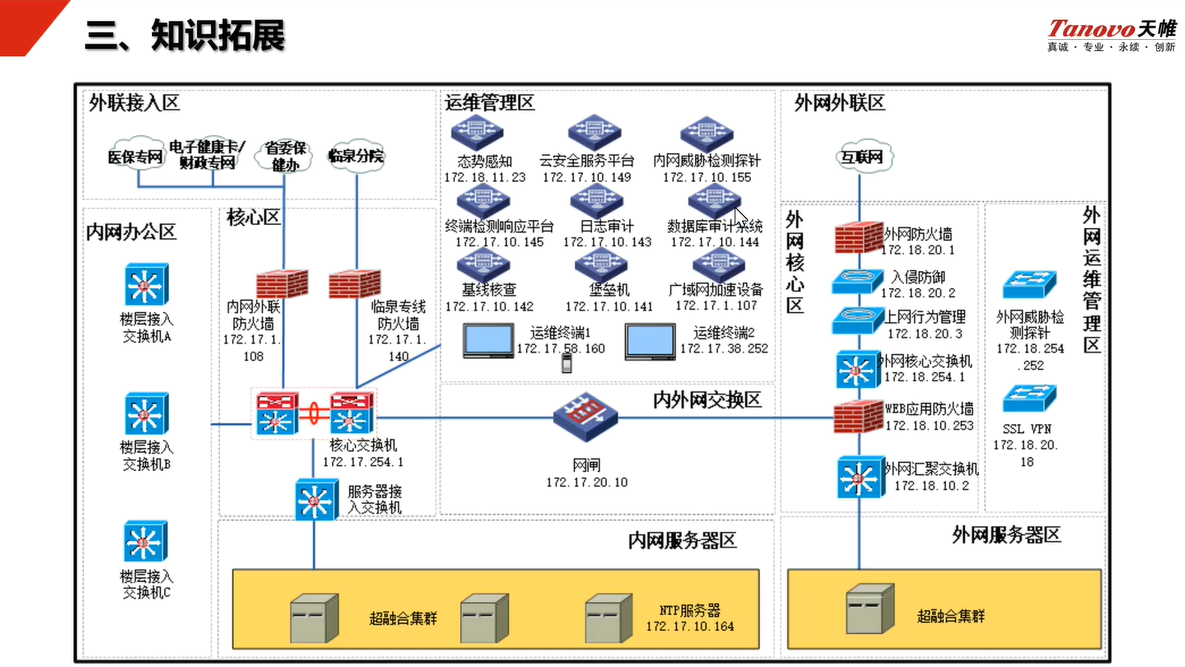 三、知识拓展
Tanovo天帷
真诚·专业·永续·创新
外联接入区
医保专网
电子健康卡/
财政专网
省委保
健办
临泉分院
运维管理区
态势感知
172.18.11.23
云安全服务平台
172.17.10.149
内网威胁检测探针
172.17.10.155
终端检测响应平台
172.17.10.145
日志审计
172.17.10.143
数据库审计系统
172.17.10.144
基线核查
172.17.10.142
堡垒机
172.17.10.141
广域网加速设备
172.17.1.107
运维终端1
172.17.58.160
运维终端2
172.17.38.252
外网外联区
互联网
内网办公区
楼层接入
交换机A
楼层接入
交换机B
楼层接入
交换机C
核心区
内网外联
防火墙
172.17.1.
108
临泉专线
防火墙
172.17.1.
140
核心交换机
172.17.254.1
服务器接
入交换机
内外网交换区
网闸
172.17.20.10
外网核心区
外网防火墙
172.18.20.1
入侵防御
172.18.20.2
上网行为管理
172.18.20.3
外网核心交换机
172.18.254.1
WEB应用防火墙
172.18.10.253
外网汇聚交换机
172.18.10.2
外网运维管理区
外网威胁检
测探针
172.18.254
.252
SSL VPN
172.18.20.
18
内网服务器区
超融合集群
NTP服务器
172.17.10.164
外网服务器区
超融合集群